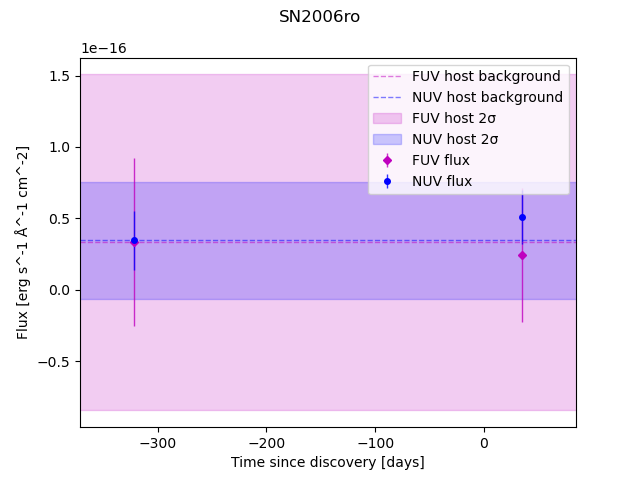 SN2006ro
1e−16
1.5
1.0
0.5
0.0
−0.5
Flux [erg s^-1 Å^-1 cm^-2]
FUV host background
NUV host background
FUV host 2σ
NUV host 2σ
FUV flux
NUV flux
−300
−200
−100
0
Time since discovery [days]